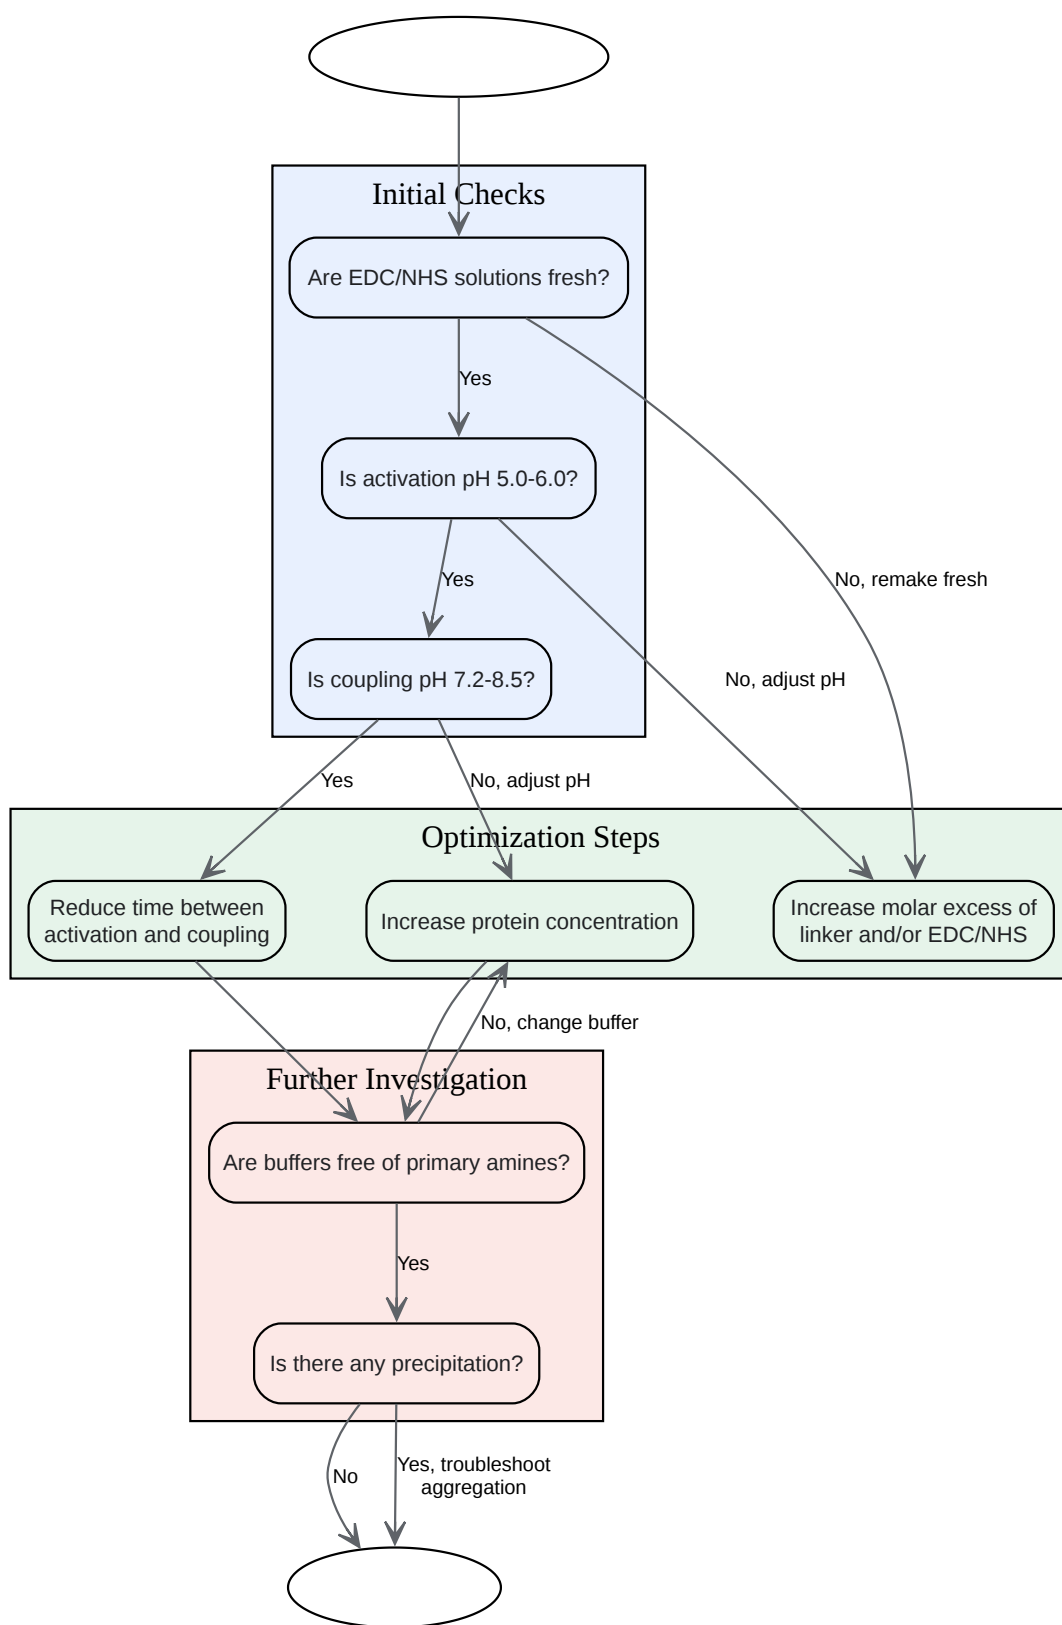 Initial Checks
Are EDC/NHS solutions fresh?
Yes
Is activation pH 5.0-6.0?
Yes
No, remake fresh
Is coupling pH 7.2-8.5?
No, adjust pH
Yes
No, adjust pH
Optimization Steps
Reduce time between
activation and coupling
Increase protein concentration
Increase molar excess of
linker and/or EDC/NHS
No, change buffer
Further Investigation
Are buffers free of primary amines?
Yes
Is there any precipitation?
No
Yes, troubleshoot
aggregation